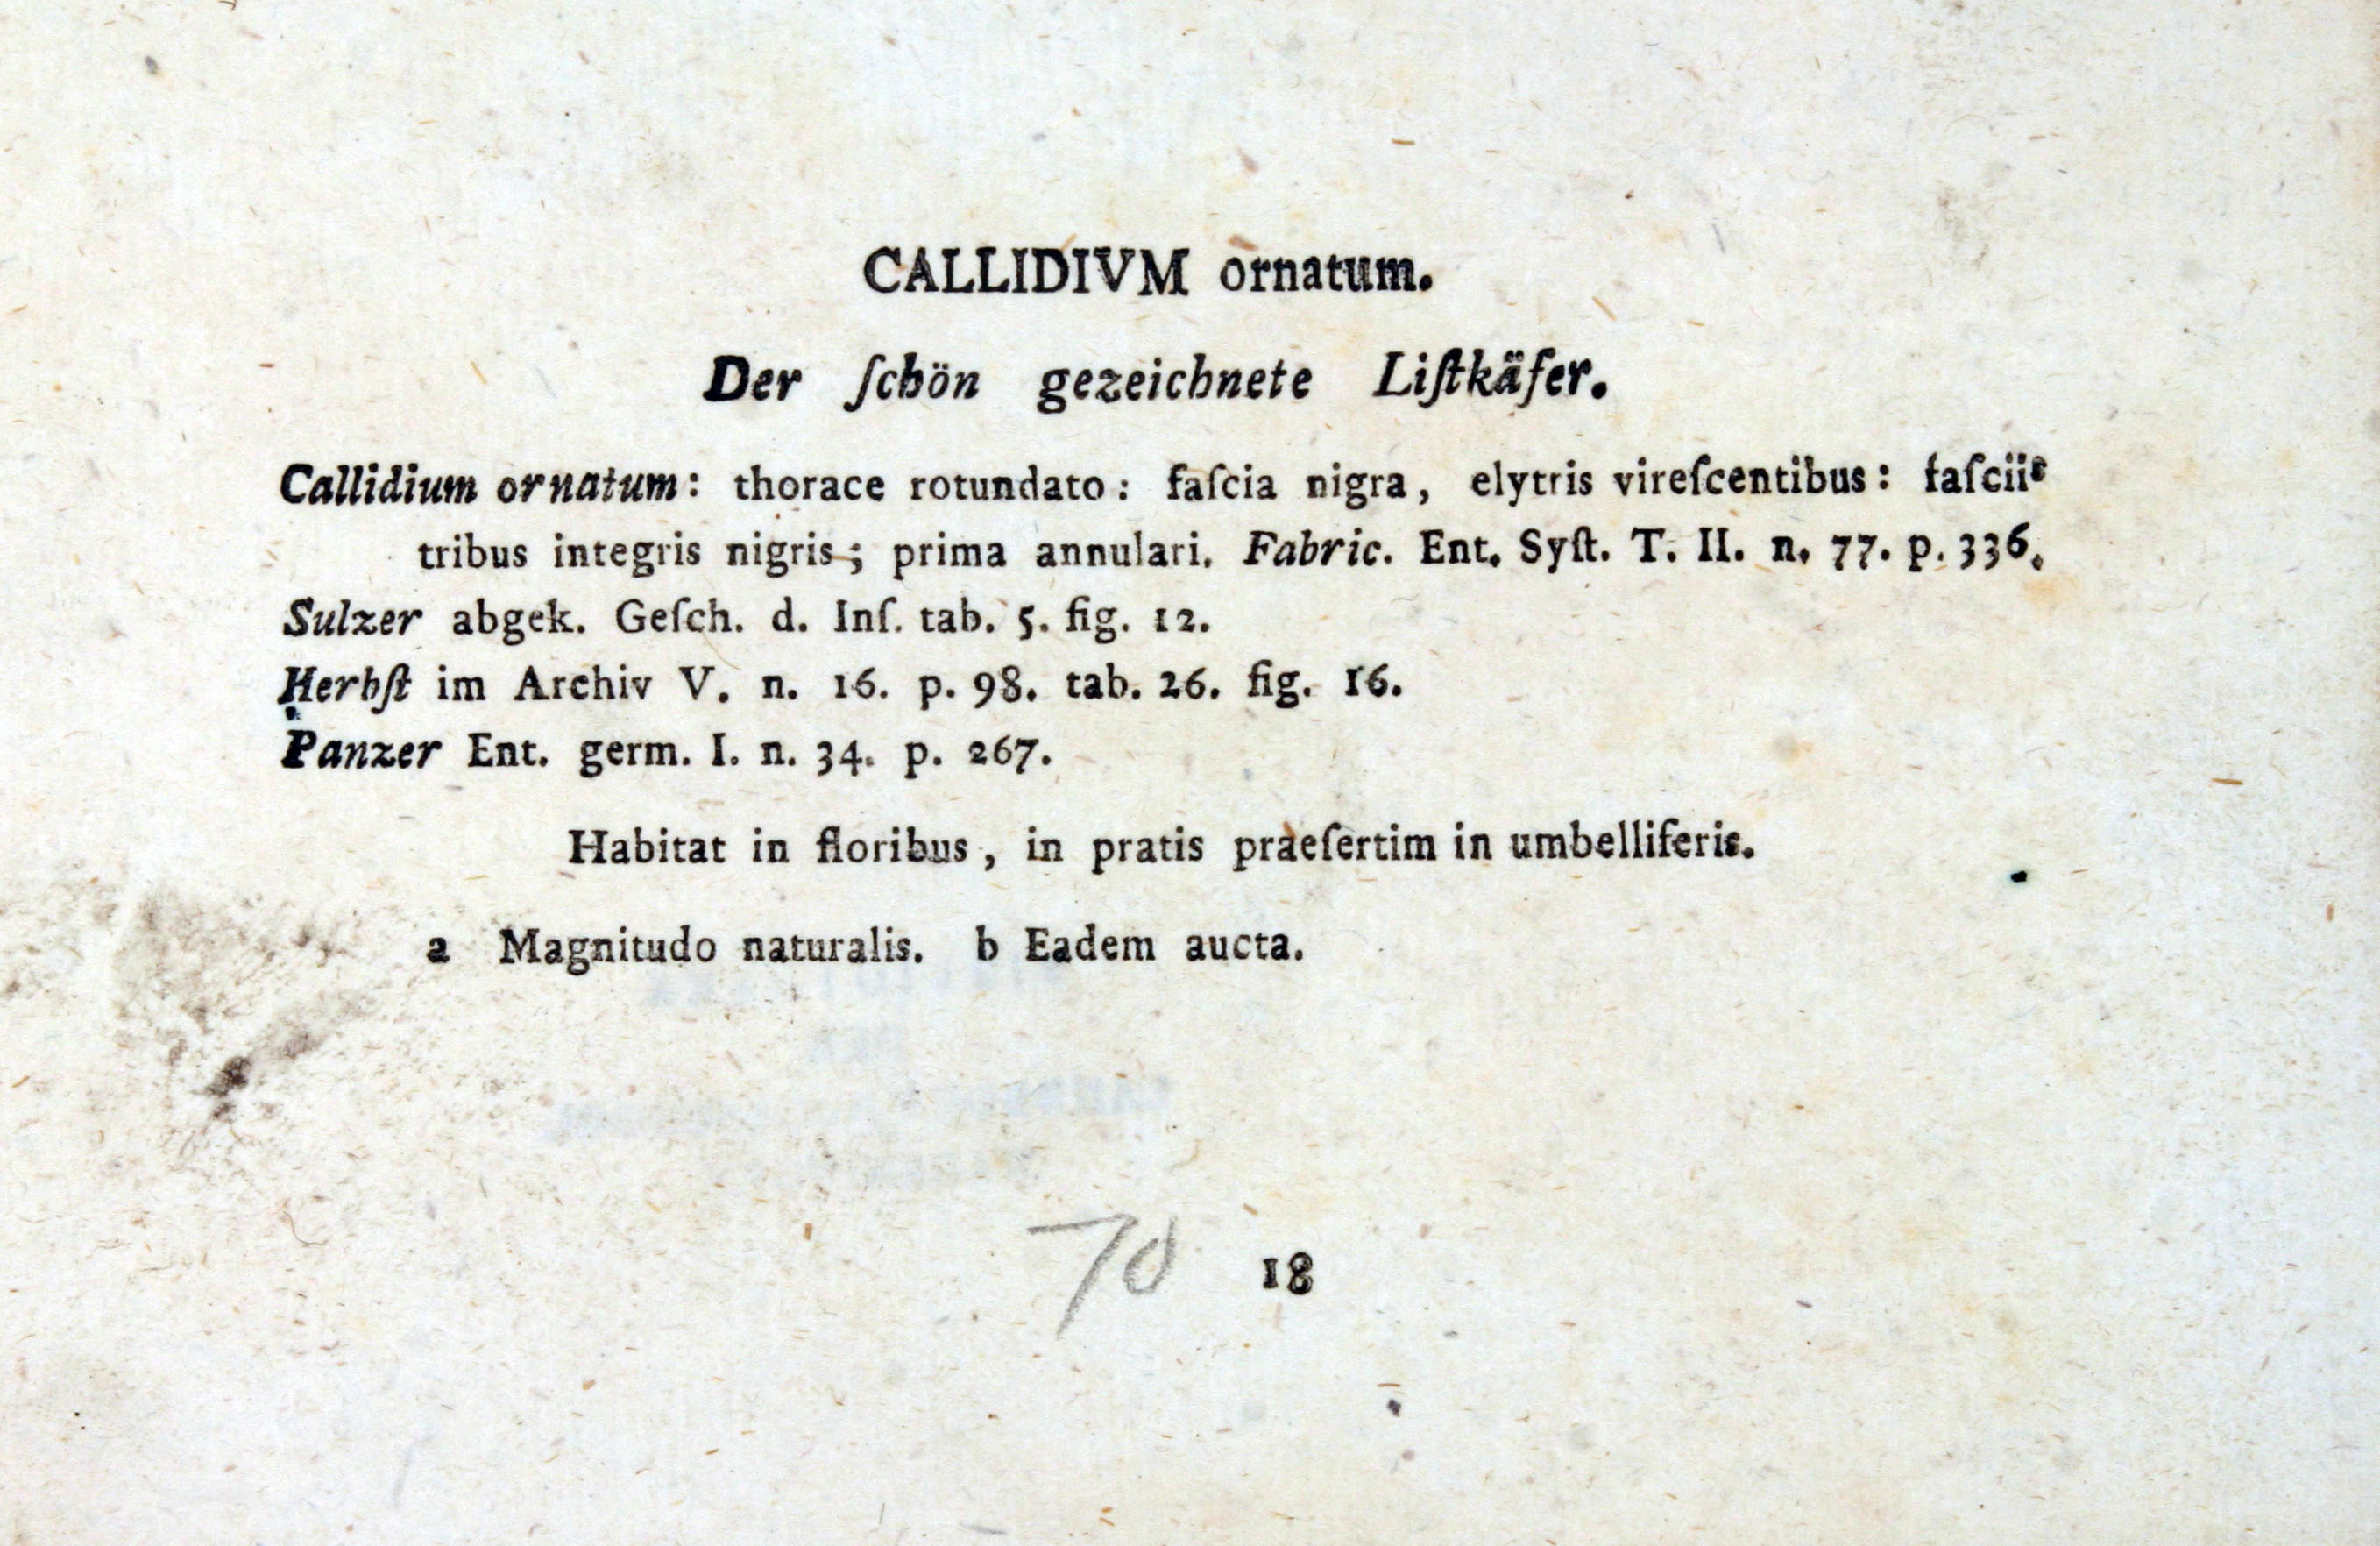 CALLIDIVM ornatum.
Der ſchön gezeichnete Liſtkäfer.
Callidium ornatum: thorace rotundato: faſcia nigra, elytris vireſcentibus: faſciis
tribus integris nigris; prima annulari. Fabric. Ent. Syſt. T. II. n. 77. p. 336.
Sulzer abgek. Geſch. d. Inſ. tab. 5. fig. 12.
Herbſt im Archiv V. n. 16. p. 98. tab. 26. fig. 16.
Panzer Ent. germ. I. n. 34. p. 267.
Habitat in floribus, in pratis praeſertim in umbelliferis.
a Magnitudo naturalis. b Eadem aucta.
70 18